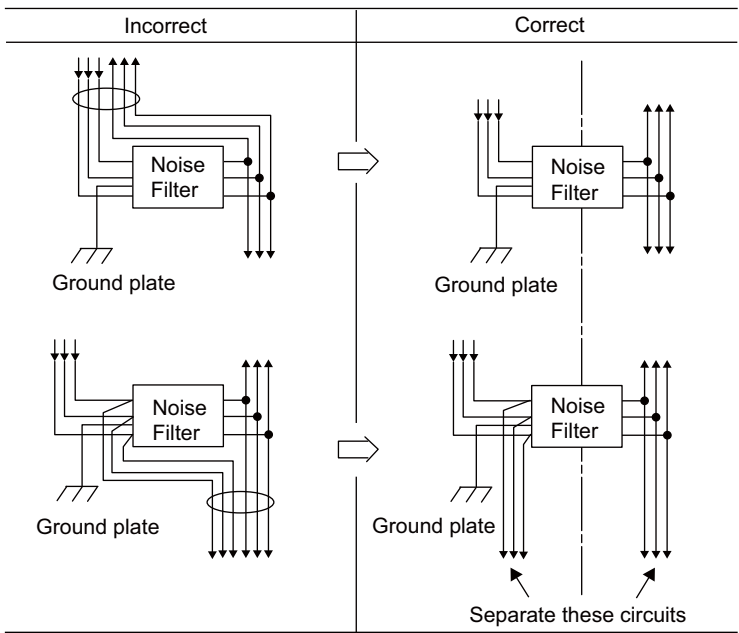 Incorrect
Correct
Noise
Filter
Ground plate
Noise
Filter
Ground plate
Noise
Filter
Ground plate
Noise
Filter
Ground plate
Separate these circuits